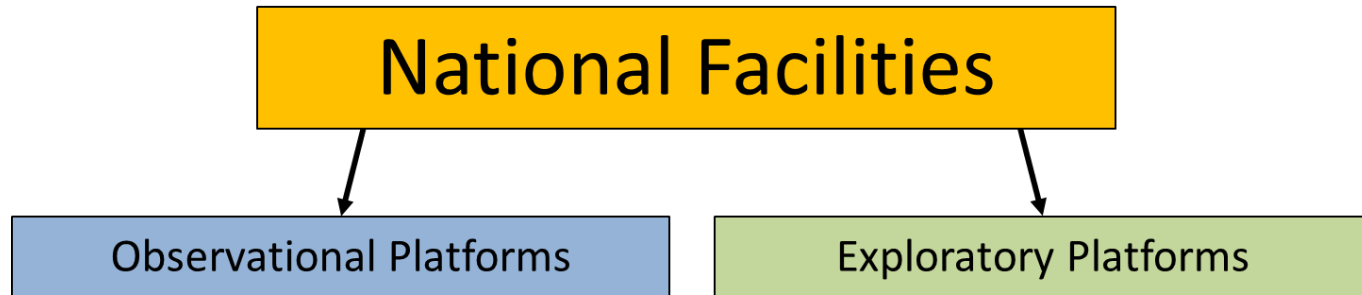 National Facilities
Observational Platforms
Exploratory Platforms